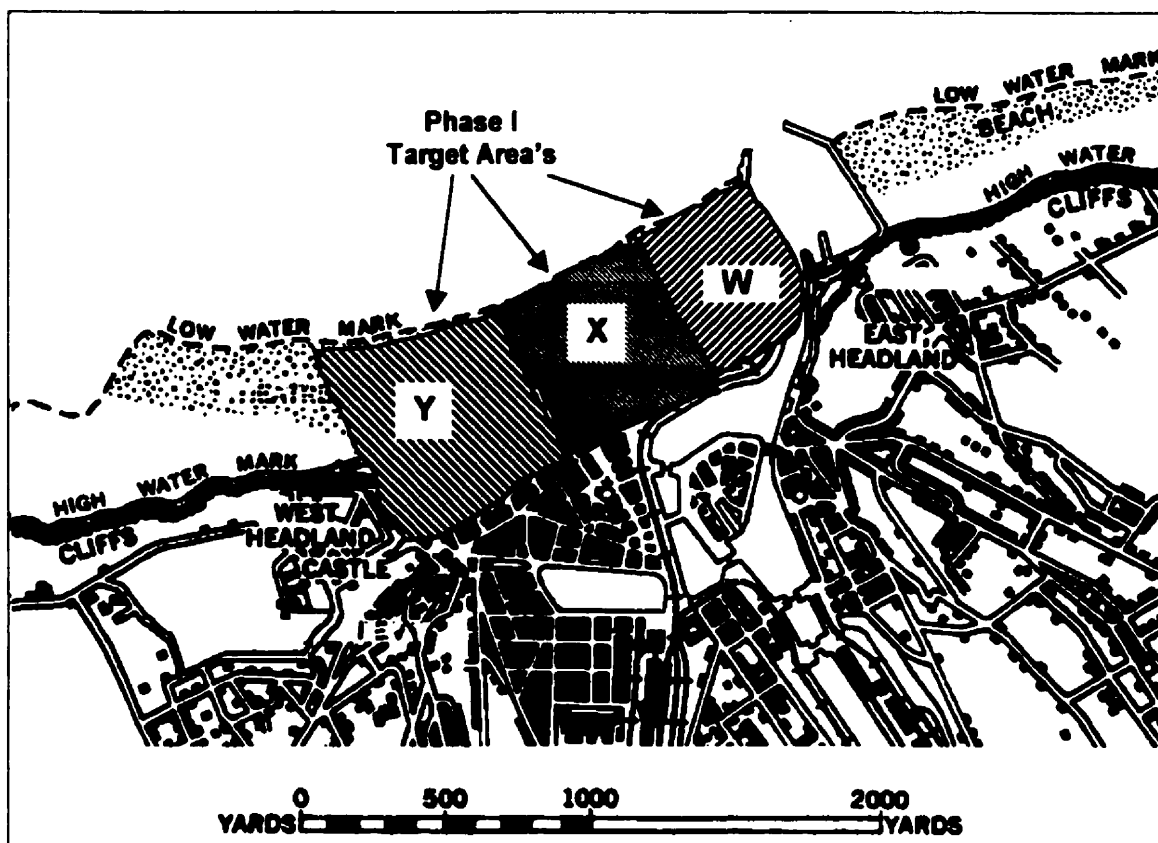 LOW WATER MARK
BEACH
HIGH WATER
CLIFFS
Phase I
Target Area's
W
X
Y
EAST
HEADLAND
LOW WATER MARK
HIGH WATER MARK
CLIFFS
WEST
HEADLAND
CASTLE
0 500 1000 2000
YARDS YARDS